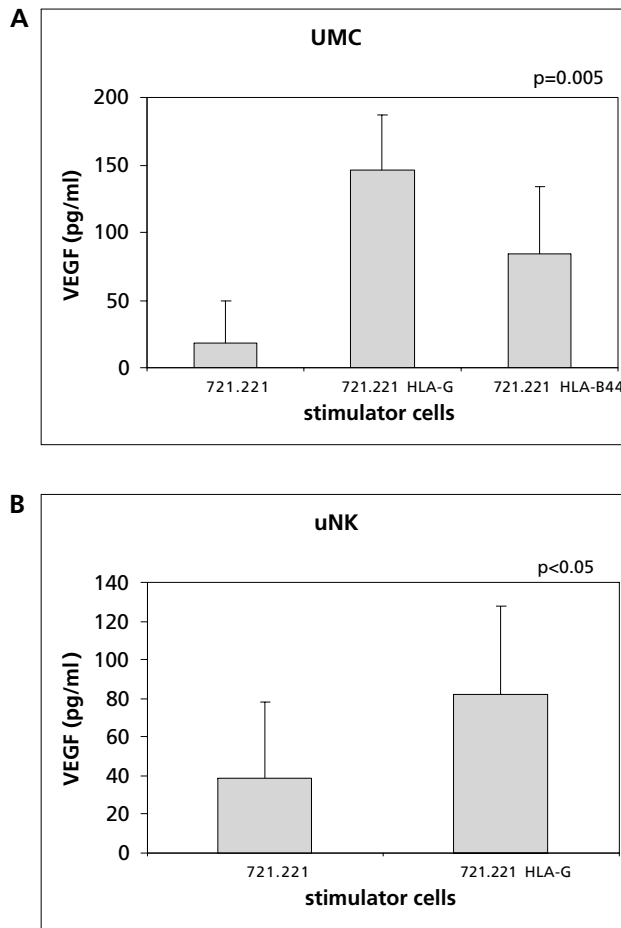 A
UMC
p=0.005
VEGF (pg/ml)
200
150
100
50
0
721.221
721.221 HLA-G
721.221 HLA-B44
stimulator cells
B
uNK
p<0.05
VEGF (pg/ml)
140
120
100
80
60
40
20
0
721.221
721.221 HLA-G
stimulator cells